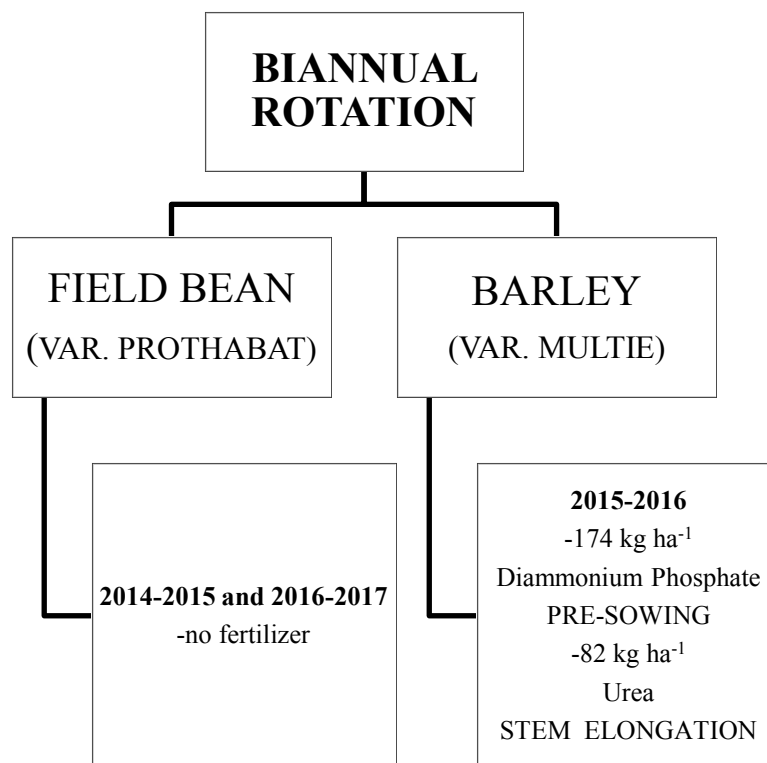 BIANNUAL
ROTATION
FIELD BEAN
(VAR. PROTHABAT)
BARLEY
(VAR. MULTIE)
2014-2015 and 2016-2017
-no fertilizer
2015-2016
-174 kg ha⁻¹
Diammonium Phosphate
PRE-SOWING
-82 kg ha⁻¹
Urea
STEM ELONGATION